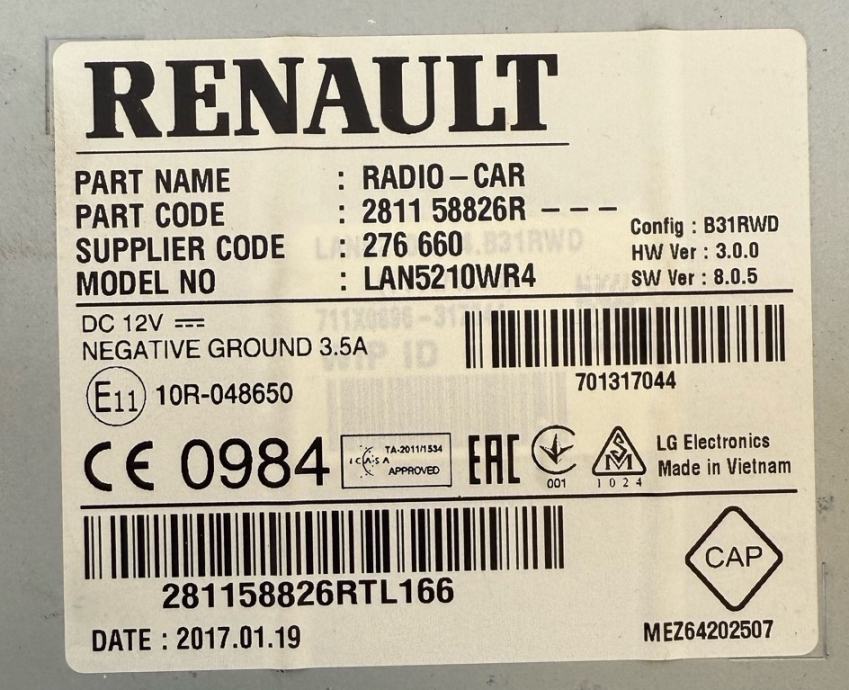 RENAULT
PART NAME : RADIO-CAR
PART CODE : 2811 58826R ---
SUPPLIER CODE : 276 660
MODEL NO : LAN5210WR4
Config : B31RWD
HW Ver : 3.0.0
SW Ver : 8.0.5
DC 12V
NEGATIVE GROUND 3.5A
701317044
E11 10R-048650
CE 0984
ICASA
TA-2011/1534
APPROVED
EAC
001
SM
1024
LG Electronics
Made in Vietnam
281158826RTL166
CAP
DATE : 2017.01.19
MEZ64202507